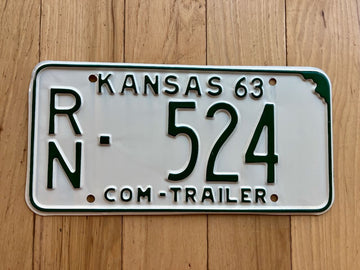 KANSAS 63
RN - 524
COM-TRAILER